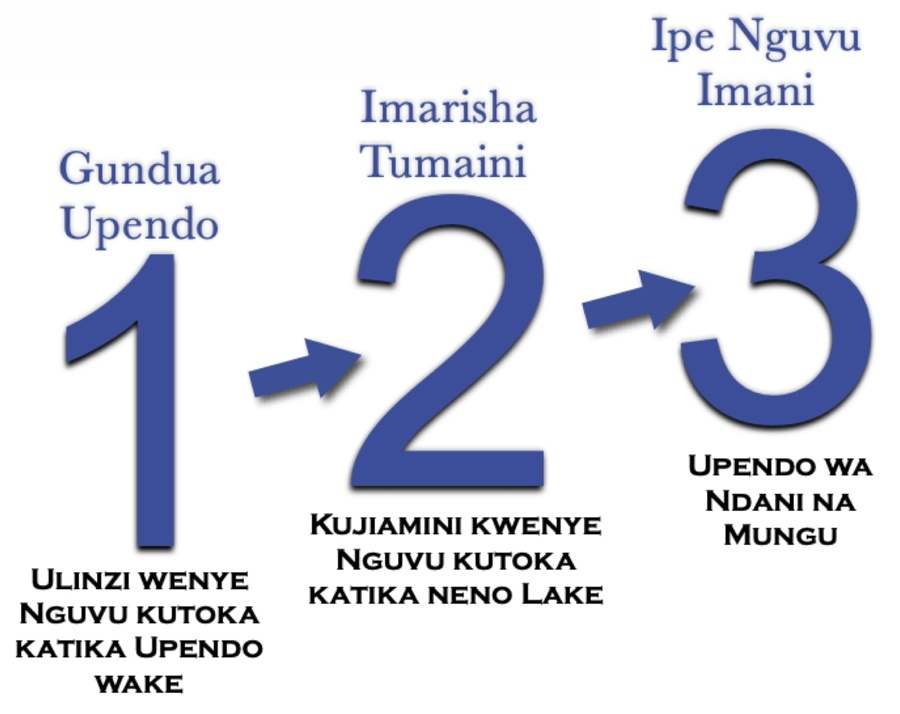 Gundua
Upendo
1
ULINZI WENYE
NGUVU KUTOKA
KATIKA UPENDO
WAKE
Imarisha
Tumaini
2
KUJIAMINI KWENYE
NGUVU KUTOKA
KATIKA NENO LAKE
Ipe Nguvu
Imani
3
UPENDO WA
NDANI NA
MUNGU